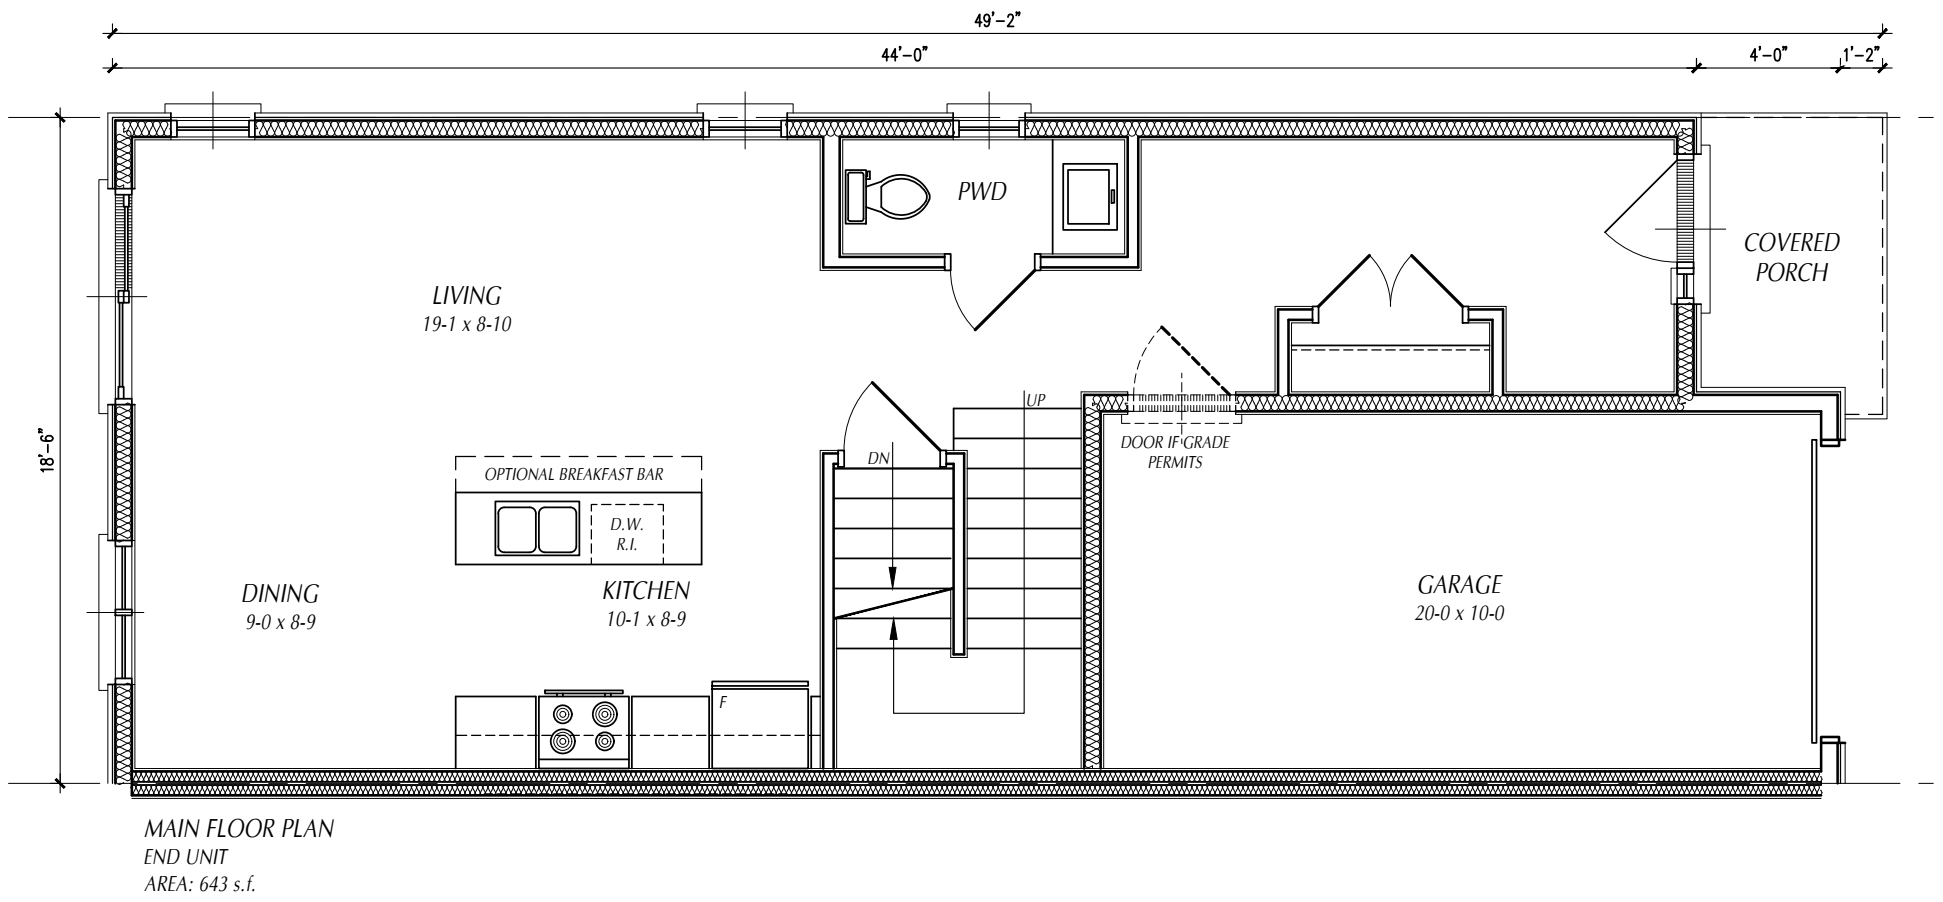 49'-2"
44'-0"
4'-0"
1'-2"
18'-6"
PWD
COVERED
PORCH
LIVING
19-1 x 8-10
UP
DOOR IF GRADE
PERMITS
DN
OPTIONAL BREAKFAST BAR
D.W.
R.I.
DINING
9-0 x 8-9
KITCHEN
10-1 x 8-9
GARAGE
20-0 x 10-0
F
MAIN FLOOR PLAN
END UNIT
AREA: 643 s.f.